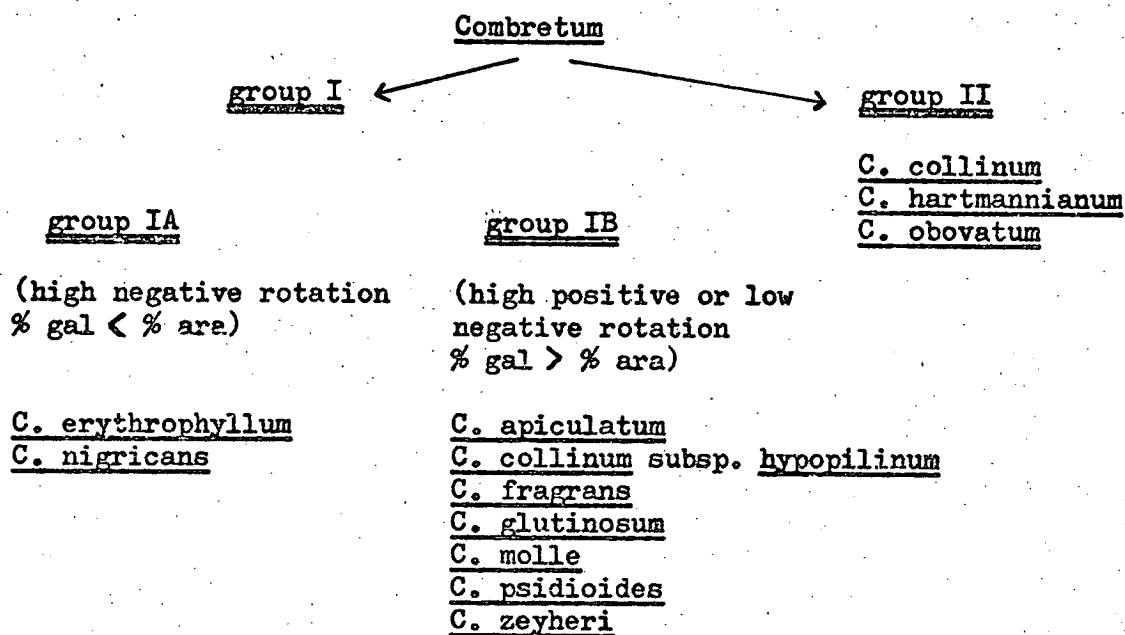 Combretum
group I
group II
C. collinum
C. hartmannianum
C. obovatum
group IA
(high negative rotation
% gal < % ara)
C. erythrophyllum
C. nigricans
group IB
(high positive or low
negative rotation
% gal > % ara)
C. apiculatum
C. collinum subsp. hypopilinum
C. fragrans
C. glutinosum
C. molle
C. psidioides
C. zeyheri